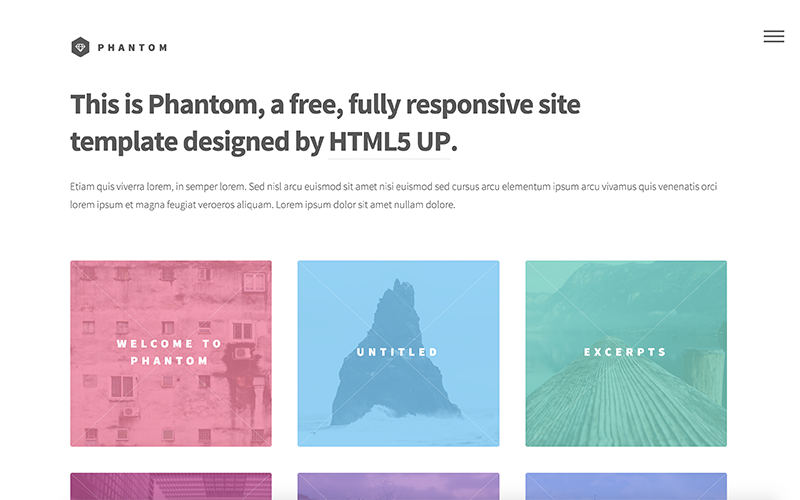 PHANTOM
This is Phantom, a free, fully responsive site
template designed by HTML5 UP.
Etiam quis viverra lorem, in semper lorem. Sed nisl arcu euismod sit amet nisi euismod sed cursus arcu elementum ipsum arcu vivamus quis venenatis orci
lorem ipsum et magna feugiat veroeros aliquam. Lorem ipsum dolor sit amet nullam dolore.
WELCOME TO
PHANTOM
UNTITLED
EXCERPTS